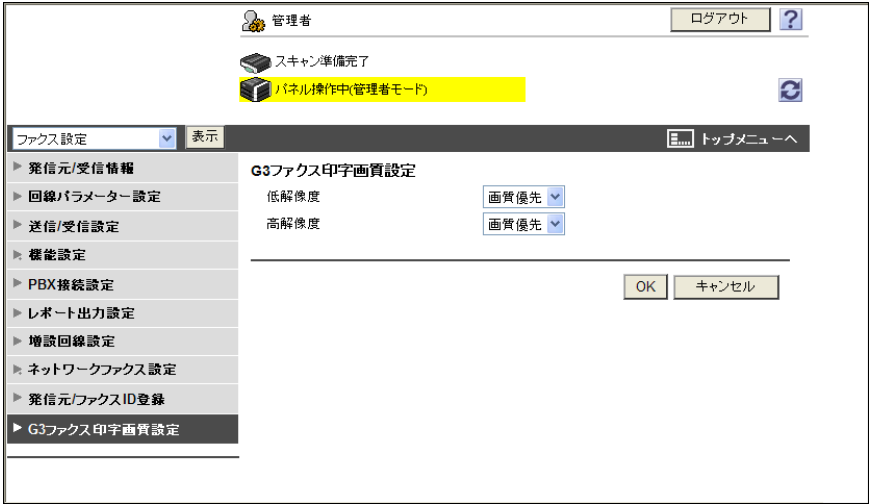 管理者
ログアウト
?
スキャン準備完了
パネル操作中(管理者モード)
ファクス設定
表示
トップメニューへ
発信元/受信情報
回線パラメーター設定
送信/受信設定
機能設定
PBX接続設定
レポート出力設定
増設回線設定
ネットワークファクス設定
発信元/ファクスID登録
G3ファクス印字画質設定
G3ファクス印字画質設定
低解像度 画質優先
高解像度 画質優先
OK キャンセル